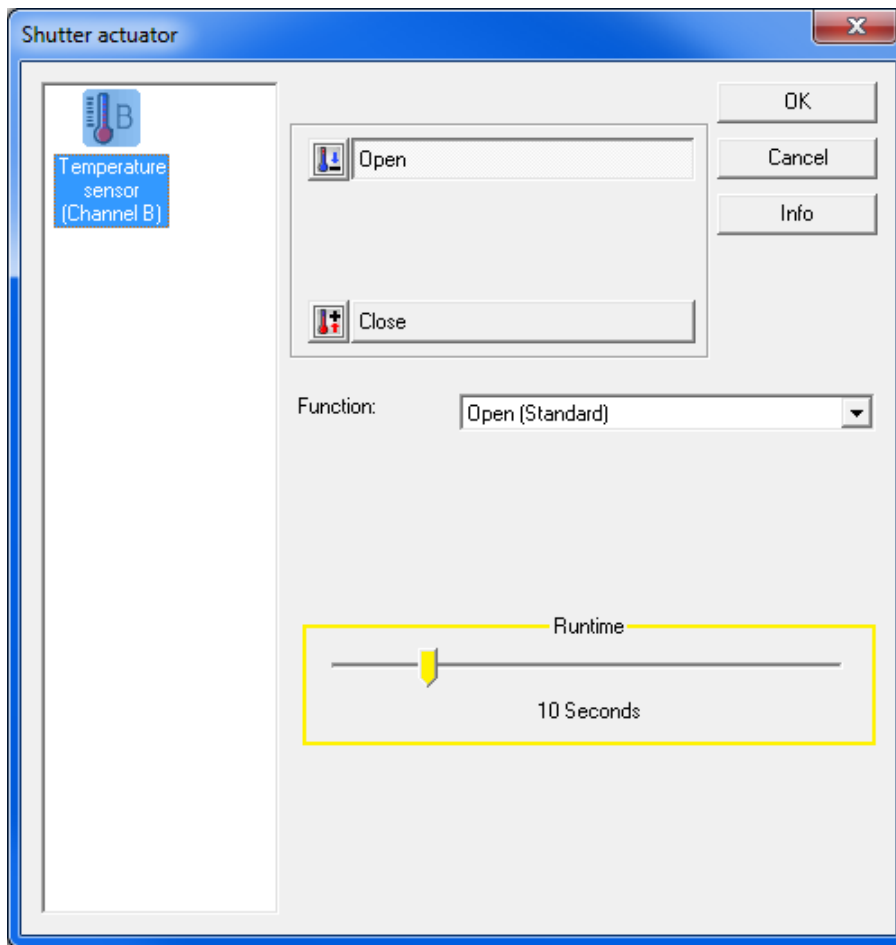 Shutter actuator
B
Temperature
sensor
(Channel B)
Open
Close
OK
Cancel
Info
Function:
Open (Standard)
Runtime
10 Seconds